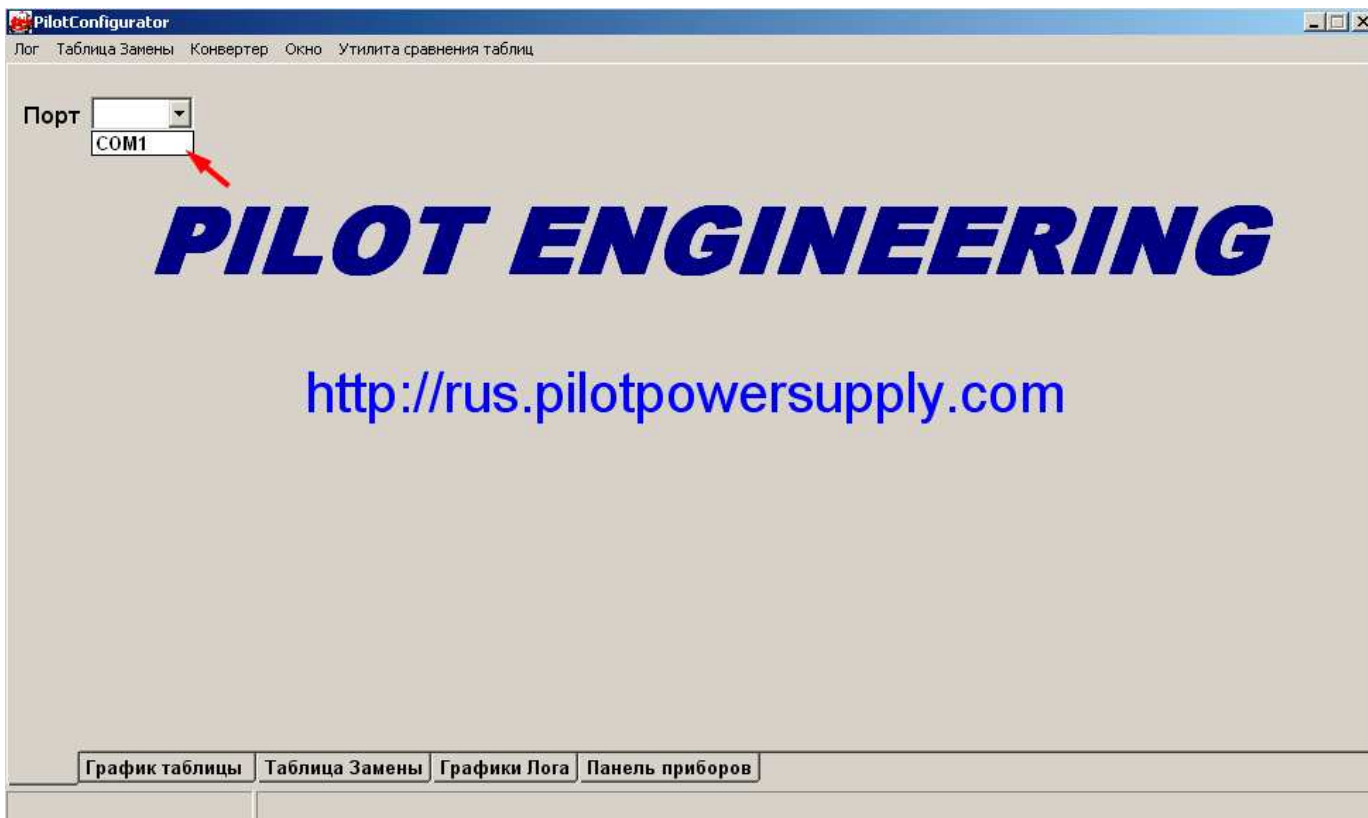 PilotConfigurator
Лог Таблица Замены Конвертер Окно Утилита сравнения таблиц
Порт
COM1
PILOT ENGINEERING
http://rus.pilotpowersupply.com
График таблицы Таблица Замены Графики Лога Панель приборов